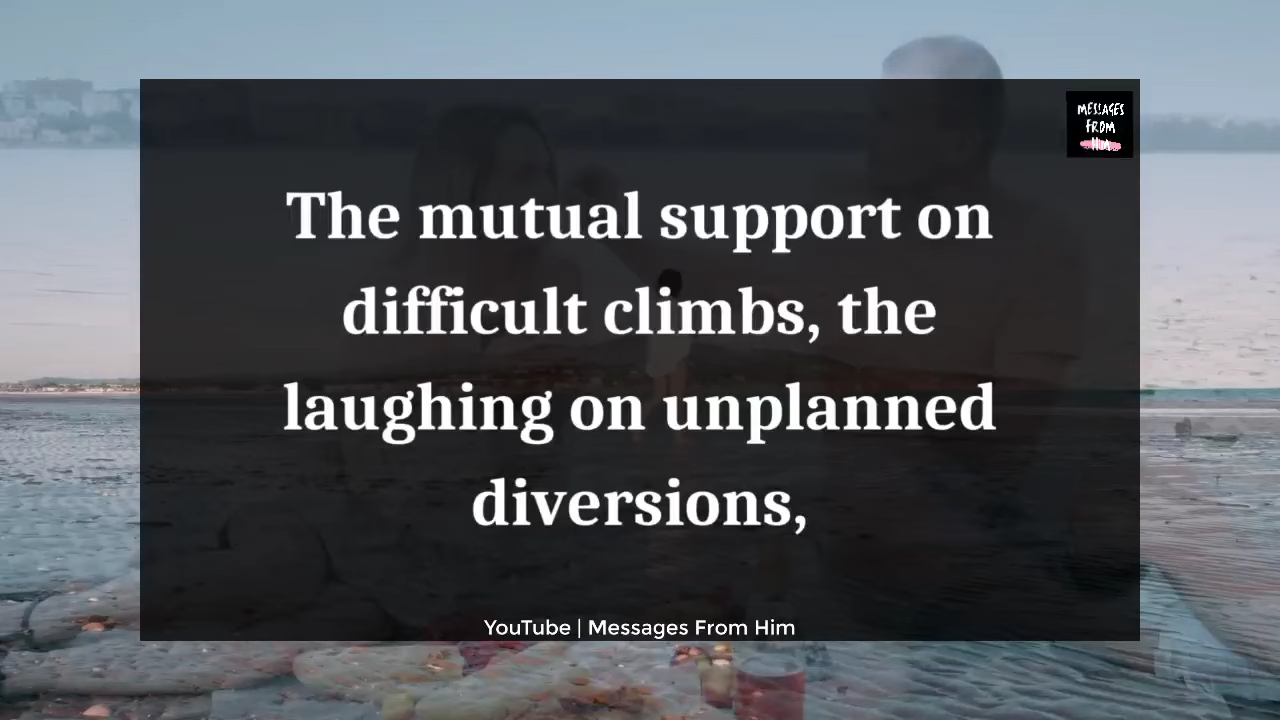 MESSAGES
FROM
HIM
The mutual support on
difficult climbs, the
laughing on unplanned
diversions,
YouTube | Messages From Him